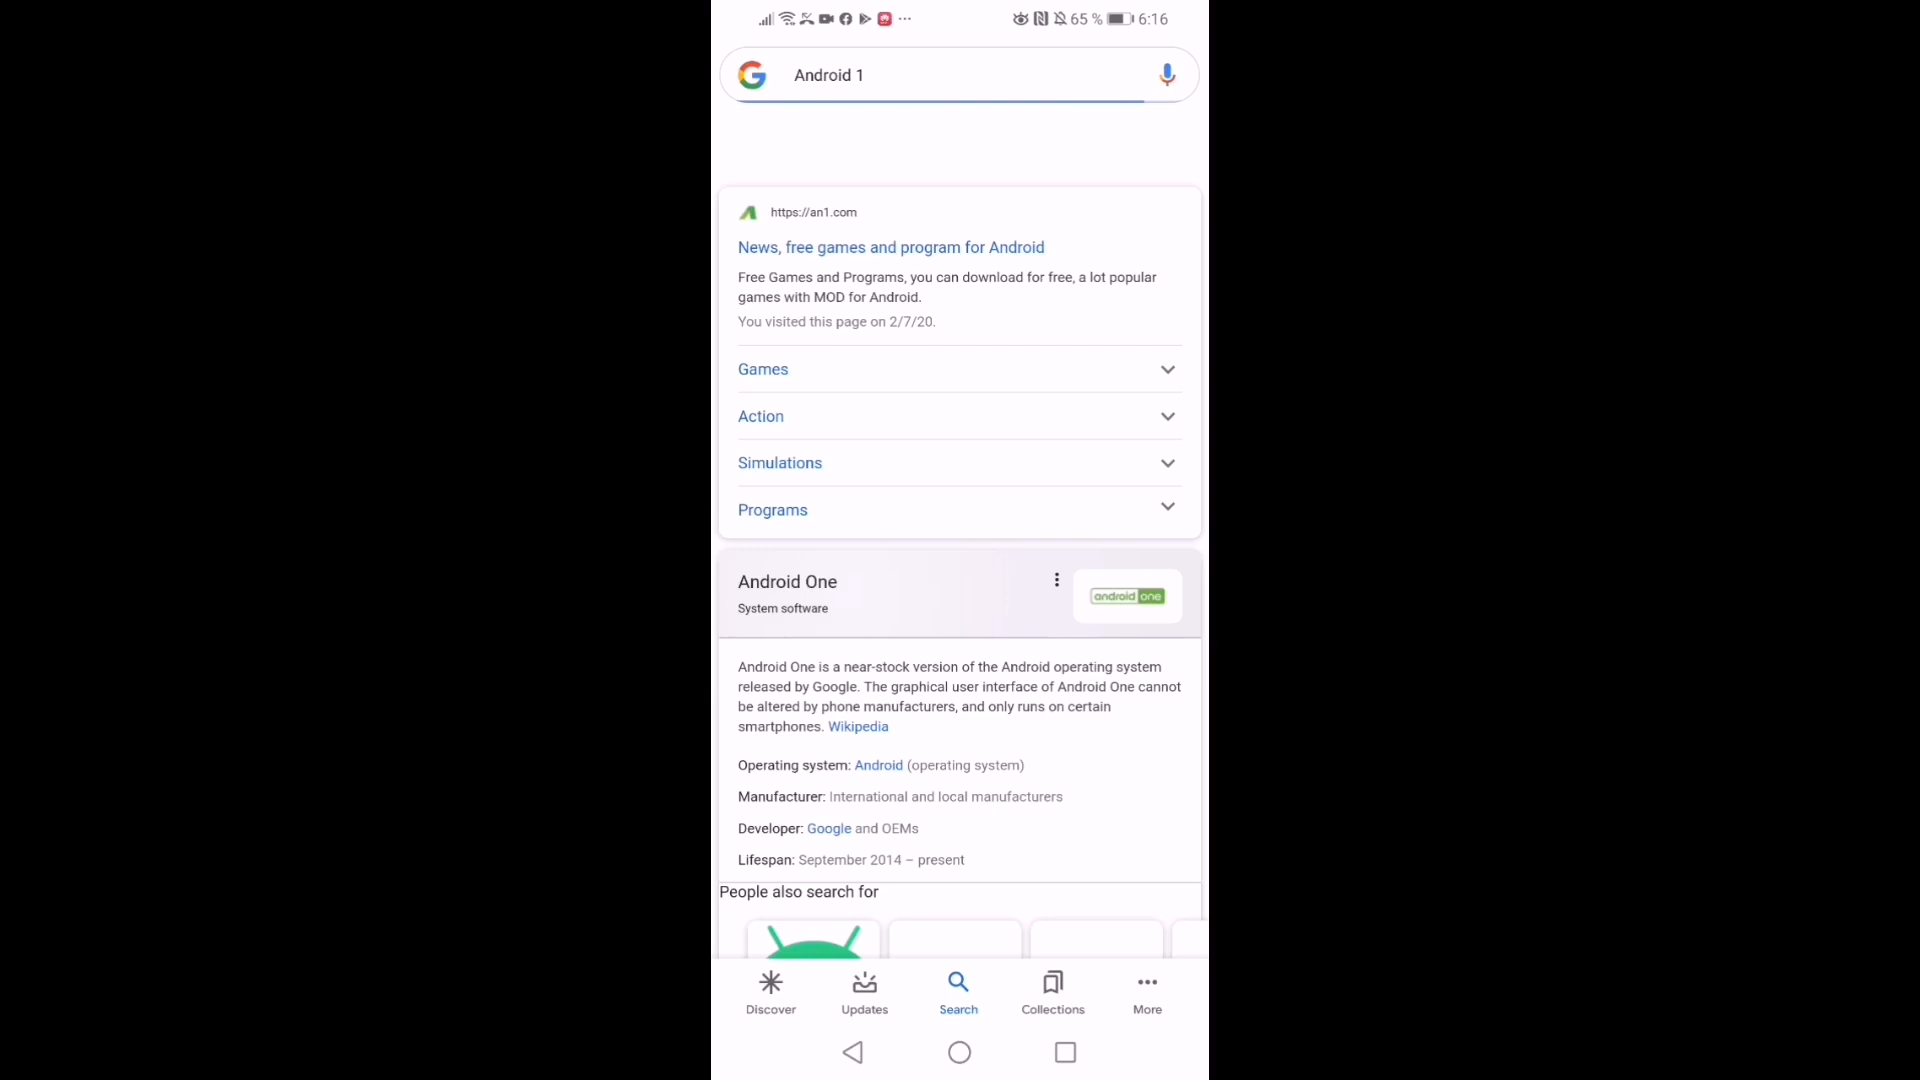 65 % 6:16
Android 1
https://an1.com
News, free games and program for Android
Free Games and Programs, you can download for free, a lot popular
games with MOD for Android.
You visited this page on 2/7/20.
Games
Action
Simulations
Programs
Android One
System software
android one
Android One is a near-stock version of the Android operating system
released by Google. The graphical user interface of Android One cannot
be altered by phone manufacturers, and only runs on certain
smartphones. Wikipedia
Operating system: Android (operating system)
Manufacturer: International and local manufacturers
Developer: Google and OEMs
Lifespan: September 2014 – present
People also search for
Discover Updates Search Collections More